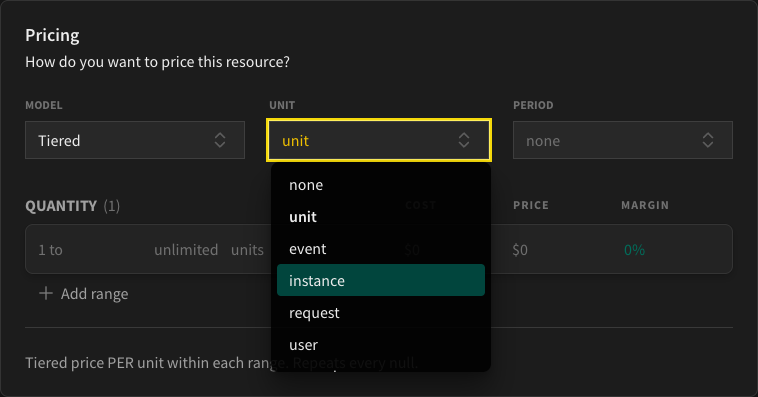 Pricing
How do you want to price this resource?
MODEL UNIT PERIOD
Tiered unit none
none
unit
event
instance
request
user
QUANTITY (1) COST PRICE MARGIN
1 to unlimited units $0 $0 0%
Add range
Tiered price PER unit within each range. Repeats every null.